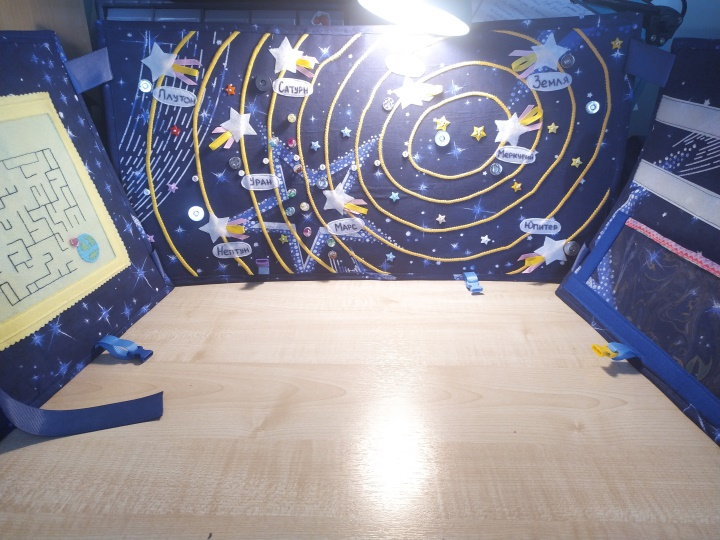 Плутон
Сатурн
Земля
Меркурий
Уран
Марс
Юпитер
Нептун